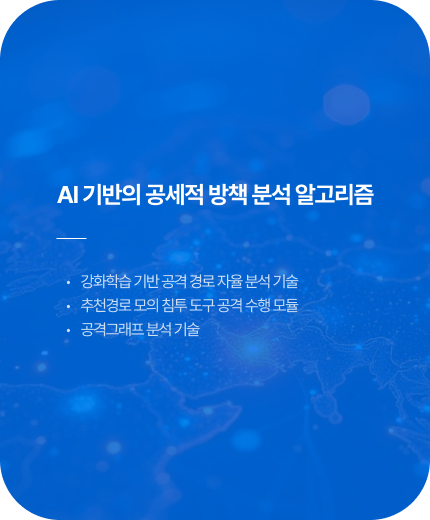 AI 기반의 공세적 방책 분석 알고리즘
• 강화학습 기반 공격 경로 자율 분석 기술
• 추천경로 모의 침투 도구 공격 수행 모듈
• 공격그래프 분석 기술